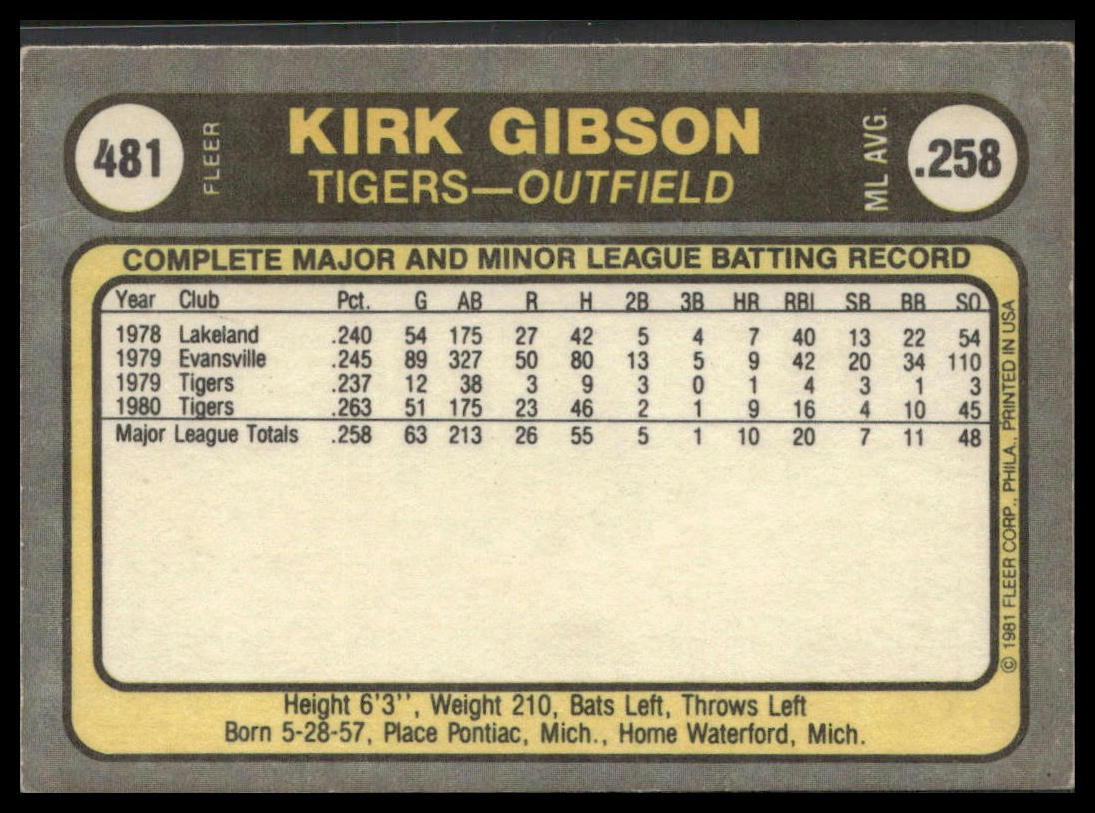 481 FLEER KIRK GIBSON ML AVG. .258
TIGERS—OUTFIELD
COMPLETE MAJOR AND MINOR LEAGUE BATTING RECORD
Year Club Pct. G AB R H 2B 3B HR RBI SB BB SO
1978 Lakeland .240 54 175 27 42 5 4 7 40 13 22 54
1979 Evansville .245 89 327 50 80 13 5 9 42 20 34 110
1979 Tigers .237 12 38 3 9 3 0 1 4 3 1 3
1980 Tigers .263 51 175 23 46 2 1 9 16 4 10 45
Major League Totals .258 63 213 26 55 5 1 10 20 7 11 48
© 1981 FLEER CORP., PHILA., PRINTED IN USA
Height 6'3'', Weight 210, Bats Left, Throws Left
Born 5-28-57, Place Pontiac, Mich., Home Waterford, Mich.